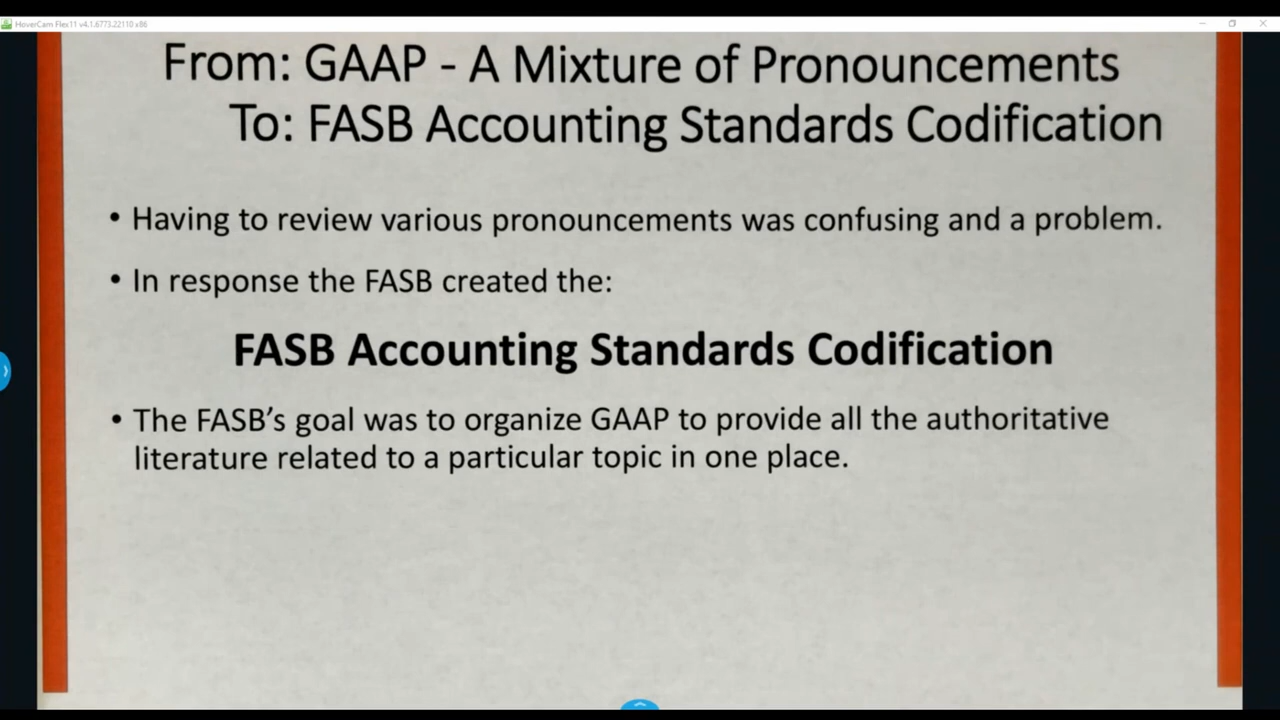 HoverCam Flex11 v4.1.6773.22110 x86
From: GAAP - A Mixture of Pronouncements
To: FASB Accounting Standards Codification
• Having to review various pronouncements was confusing and a problem.
• In response the FASB created the:
FASB Accounting Standards Codification
• The FASB’s goal was to organize GAAP to provide all the authoritative
literature related to a particular topic in one place.